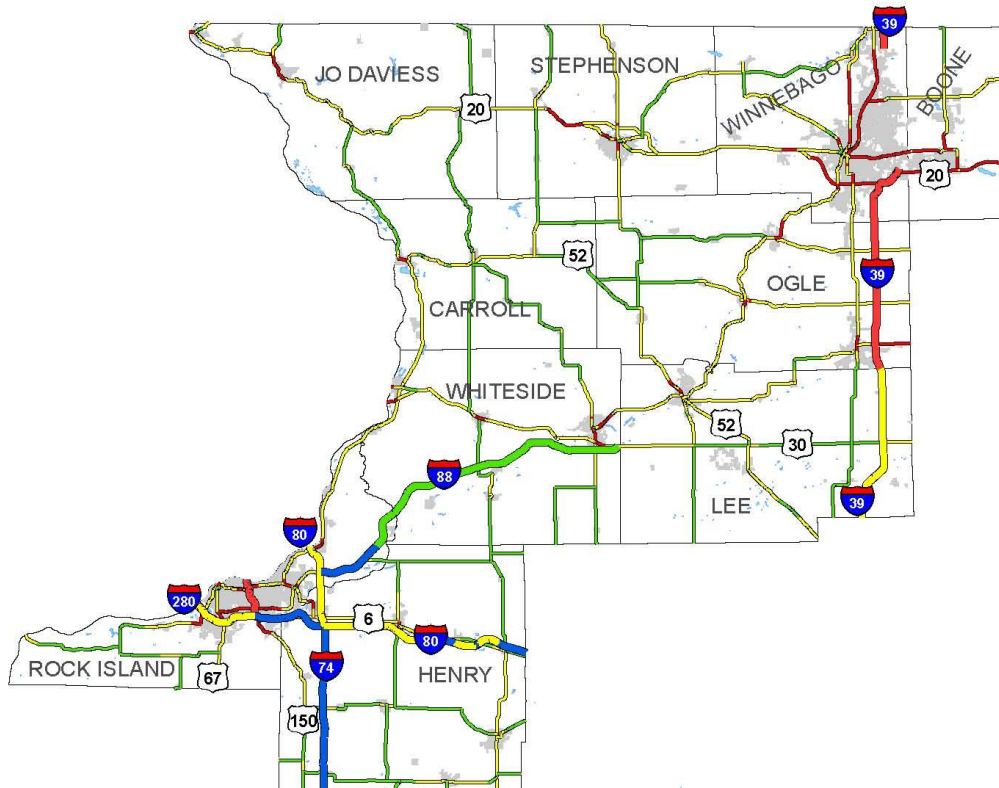 39
JO DAVIESS
STEPHENSON
WINNEBAGO
BOONE
20
20
52
39
OGLE
CARROLL
WHITESIDE
52
30
88
LEE
39
80
280
6
80
ROCK ISLAND
67
74
HENRY
150